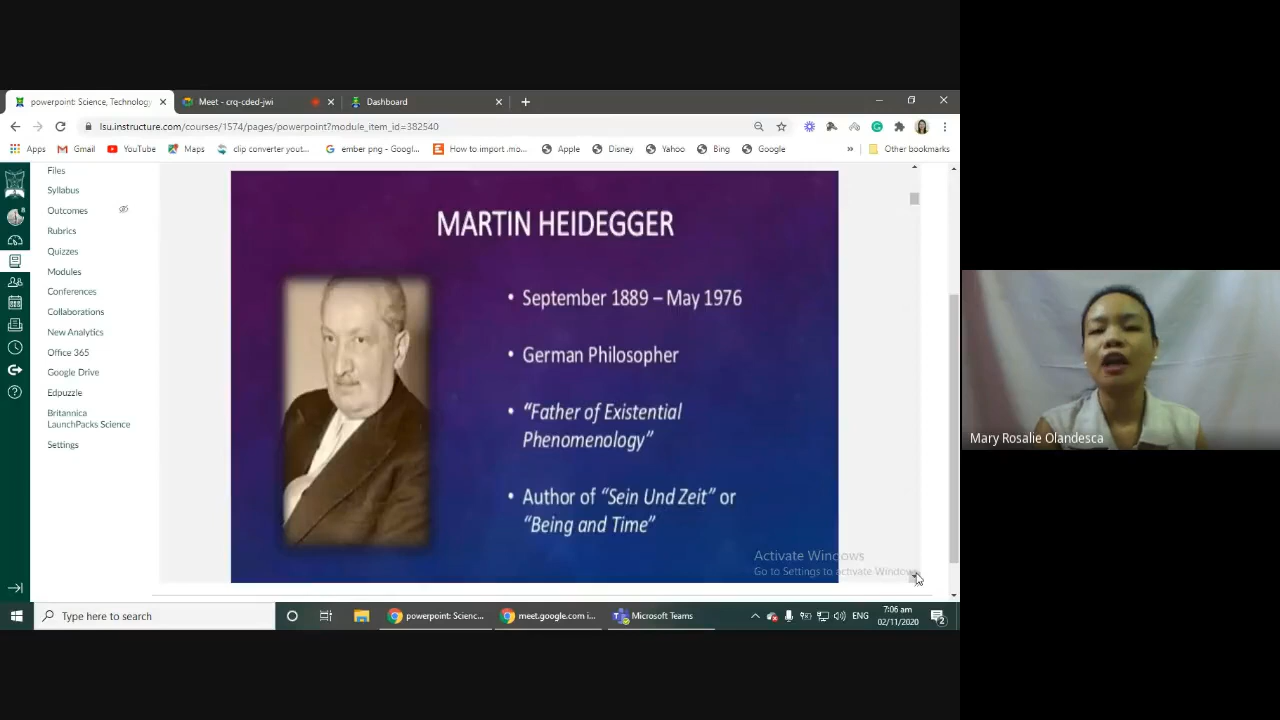 powerpoint: Science, Technology
Meet - crq-cded-jwi
Dashboard
lsu.instructure.com/courses/1574/pages/powerpoint?module_item_id=382540
Apps
Gmail
YouTube
Maps
clip converter yout...
ember png - Googl...
How to import .mo...
Apple
Disney
Yahoo
Bing
Google
Other bookmarks
Files
Syllabus
Outcomes
Rubrics
Quizzes
Modules
Conferences
Collaborations
New Analytics
Office 365
Google Drive
Edpuzzle
Britannica
LaunchPacks Science
Settings
MARTIN HEIDEGGER
• September 1889 – May 1976
• German Philosopher
• “Father of Existential
Phenomenology”
• Author of “Sein Und Zeit” or
“Being and Time”
Activate Windows
Go to Settings to activate Windows.
Mary Rosalie Olandesca
Type here to search
powerpoint: Scienc...
meet.google.com i...
Microsoft Teams
ENG
7:06 am
02/11/2020
2